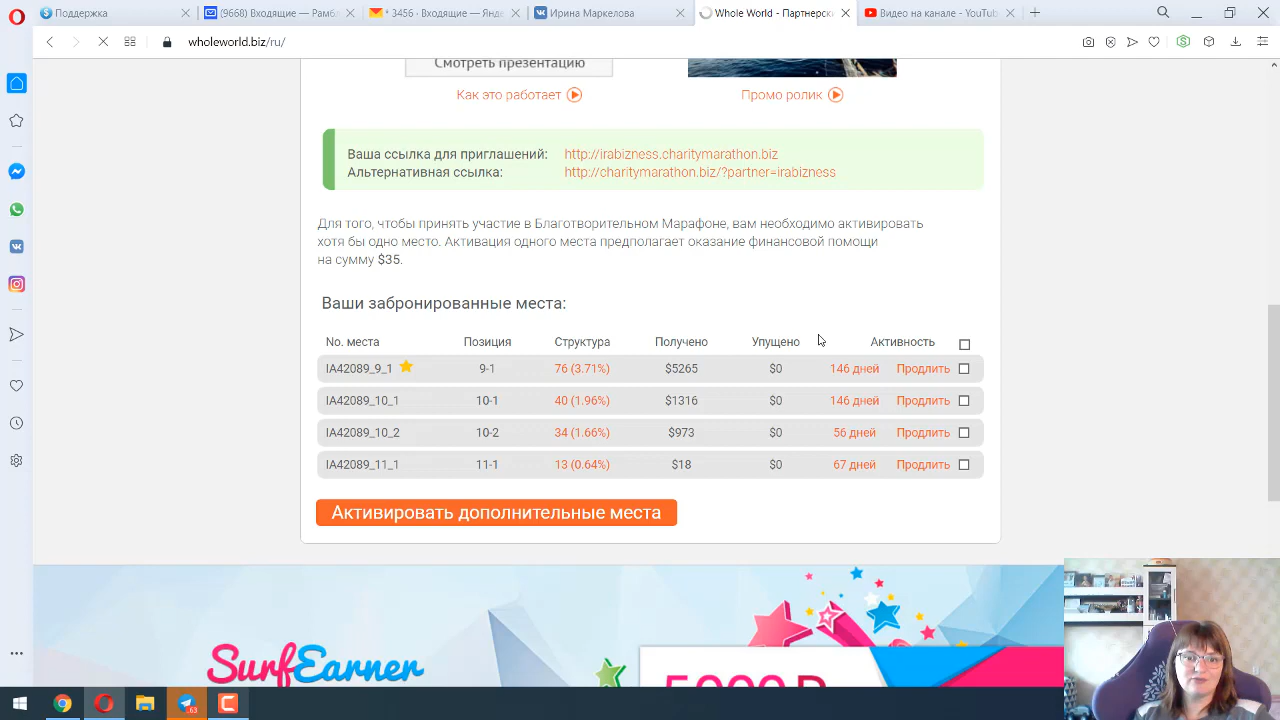 Поддержка
(9668) Входящие — Рамб
* 3456 · Входящие — Янде
Ирина Маркелова
Whole World - Партнерск
Видео на канале - YouTub
wholeworld.biz/ru/
Смотреть презентацию
Как это работает
Промо ролик
Ваша ссылка для приглашений: http://irabizness.charitymarathon.biz
Альтернативная ссылка: http://charitymarathon.biz/?partner=irabizness
Для того, чтобы принять участие в Благотворительном Марафоне, вам необходимо активировать
хотя бы одно место. Активация одного места предполагает оказание финансовой помощи
на сумму $35.
Ваши забронированные места:
No. места Позиция Структура Получено Упущено Активность
IA42089_9_1 9-1 76 (3.71%) $5265 $0 146 дней Продлить
IA42089_10_1 10-1 40 (1.96%) $1316 $0 146 дней Продлить
IA42089_10_2 10-2 34 (1.66%) $973 $0 56 дней Продлить
IA42089_11_1 11-1 13 (0.64%) $18 $0 67 дней Продлить
Активировать дополнительные места
SurfEarner
63